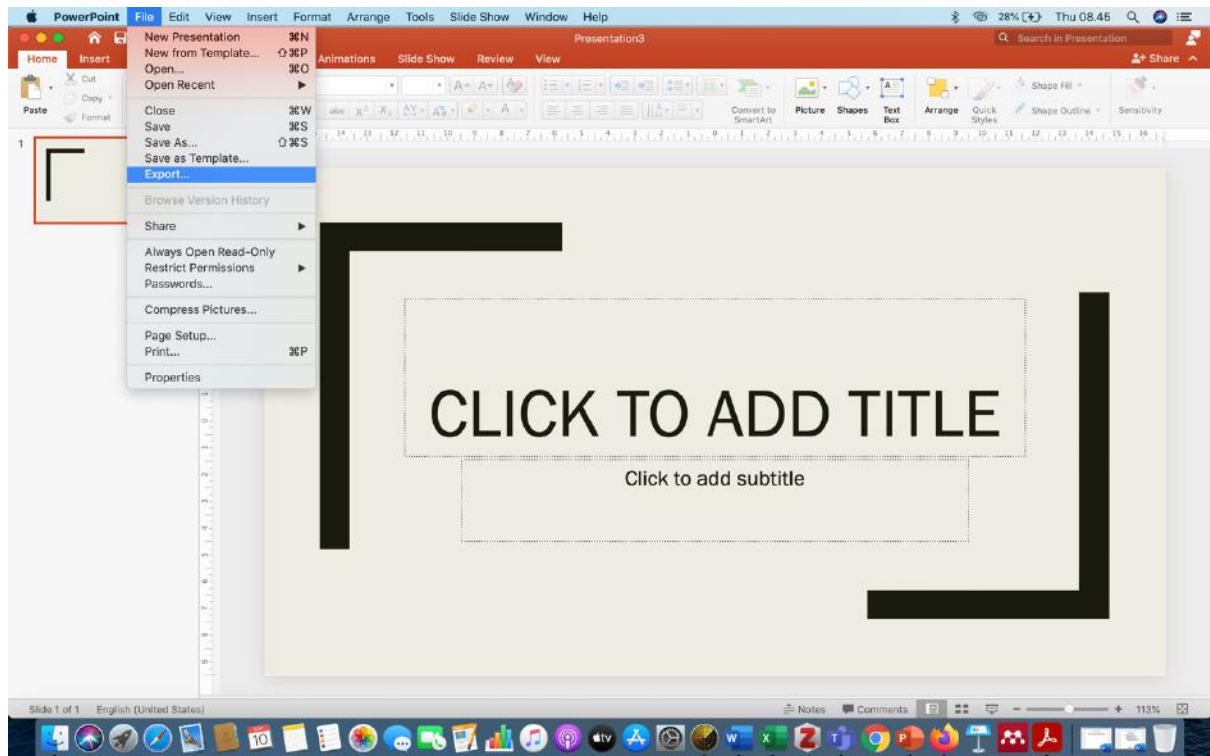 PowerPoint File Edit View Insert Format Arrange Tools Slide Show Window Help 28% Thu 08.45
Presentation3 Search in Presentation
Home Insert Animations Slide Show Review View Share
New Presentation ⌘N
New from Template... ⇧⌘P
Open... ⌘O
Open Recent
Close ⌘W
Save ⌘S
Save As... ⇧⌘S
Save as Template...
Export...
Browse Version History
Share
Always Open Read-Only
Restrict Permissions
Passwords...
Compress Pictures...
Page Setup...
Print... ⌘P
Properties
Cut
Copy
Format
Paste
Convert to SmartArt
Picture
Shapes
Text Box
Arrange
Quick Styles
Shape Fill
Shape Outline
Sensitivity
1
CLICK TO ADD TITLE
Click to add subtitle
Slide 1 of 1 English (United States) Notes Comments 113%